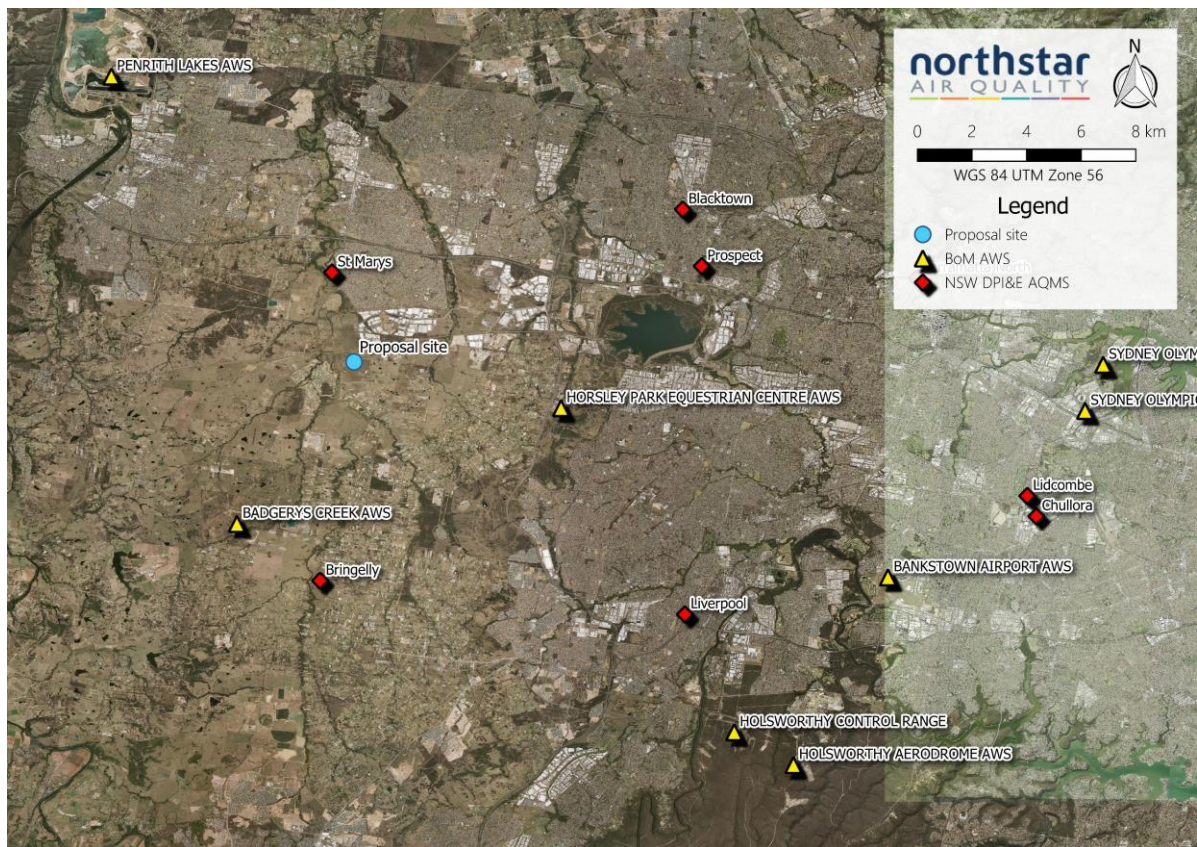 PENRITH LAKES AWS
northstar
AIR QUALITY
N
0 2 4 6 8 km
WGS 84 UTM Zone 56
Legend
Proposal site
BoM AWS
NSW DPI&E AQMS
Blacktown
Prospect
St Marys
Proposal site
HORSLEY PARK EQUESTRIAN CENTRE AWS
SYDNEY OLYM
SYDNEY OLYMPIC
Lidcombe
Chullora
BADGERYS CREEK AWS
Bringelly
BANKSTOWN AIRPORT AWS
Liverpool
HOLSWORTHY CONTROL RANGE
HOLSWORTHY AERODROME AWS